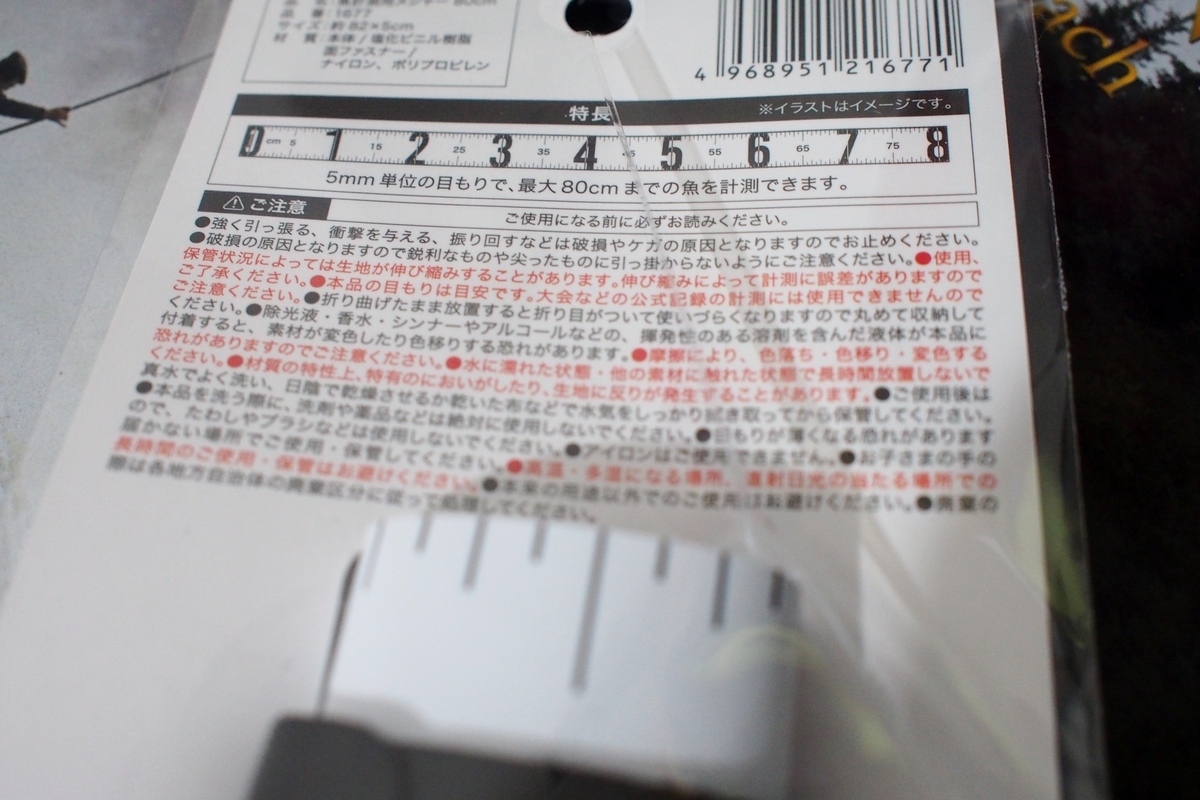 品番:1677
サイズ:約82×5cm
材 質:本体/塩化ビニル樹脂
面ファスナー/
ナイロン、ポリプロピレン
4 968951 216771
ach
特長
※イラストはイメージです。
0 cm 5 1 15 2 25 3 35 4 45 5 55 6 65 7 75 8
5mm単位の目もりで、最大80cmまでの魚を計測できます。
ご注意
ご使用になる前に必ずお読みください。
●強く引っ張る、衝撃を与える、振り回すなどは破損やケガの原因となりますのでお止めください。
●破損の原因となりますので鋭利なものや尖ったものに引っ掛からないようにご注意ください。●使用、
保管状況によっては生地が伸び縮みすることがあります。伸び縮みによって計測に誤差がありますので
ご了承ください。●本品の目もりは目安です。大会などの公式記録の計測には使用できませんので
ご注意ください。●折り曲げたまま放置すると折り目がついて使いづらくなりますので丸めて収納して
ください。●除光液・香水・シンナーやアルコールなどの、揮発性のある溶剤を含んだ液体が本品に
付着すると、素材が変色したり色移りする恐れがあります。●摩擦により、色落ち・色移り・変色する
恐れがありますのでご注意ください。●水に濡れた状態・他の素材に触れた状態で長時間放置しないで
ください。●材質の特性上、特有のにおいがしたり、生地に反りが発生することがあります。●ご使用後は
真水でよく洗い、日陰で乾燥させるか乾いた布などで水気をしっかり拭き取ってから保管してください。
●本品を洗う際に、洗剤や薬品などは絶対に使用しないでください。●目もりが薄くなる恐れがあります
ので、たわしやブラシなどは使用しないでください。●アイロンはご使用できません。●お子さまの手の
届かない場所でご使用・保管してください。●高温・多湿になる場所、直射日光の当たる場所での
長時間のご使用・保管はお避けください。●本来の用途以外でのご使用はお避けください。●廃棄の
際は各地方自治体の廃棄区分に従って処理してください。